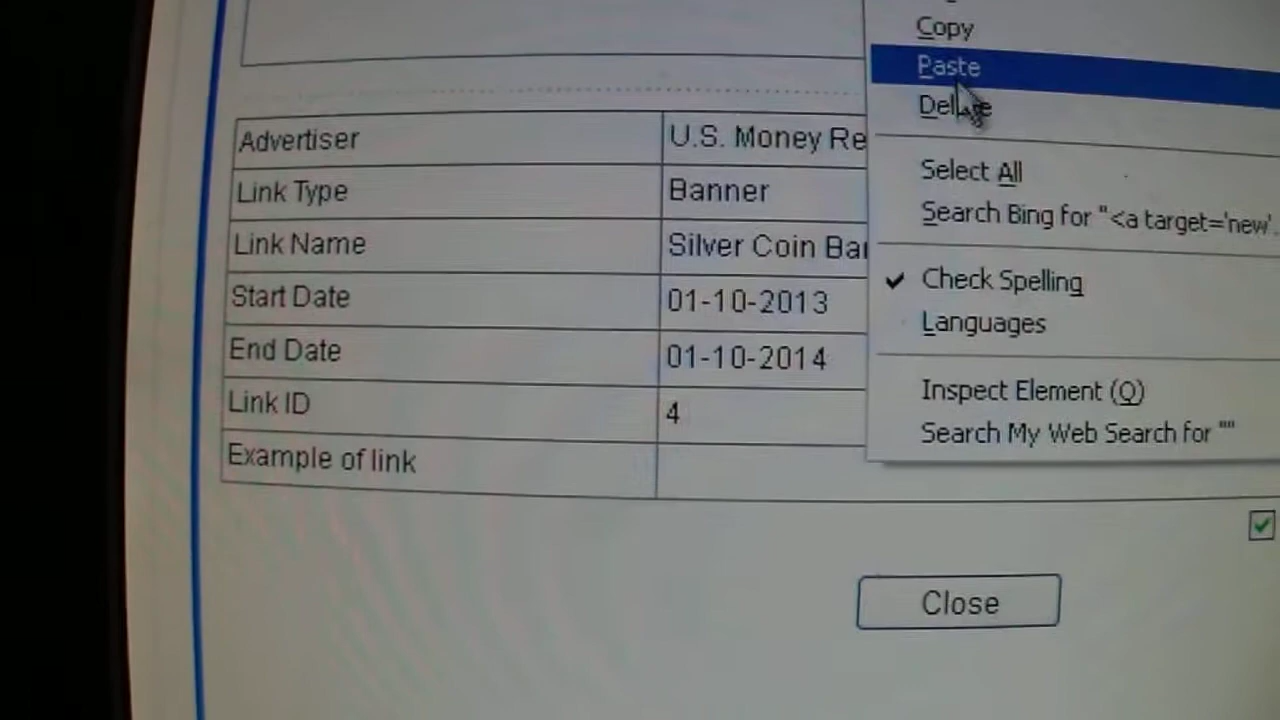 Copy
Paste
Advertiser U.S. Money Re
Link Type Banner
Select All
Search Bing for "<a target='new'.
Link Name Silver Coin Ba
Check Spelling
Start Date 01-10-2013
Languages
End Date 01-10-2014
Inspect Element (Q)
Link ID 4
Search My Web Search for ""
Example of link
Close